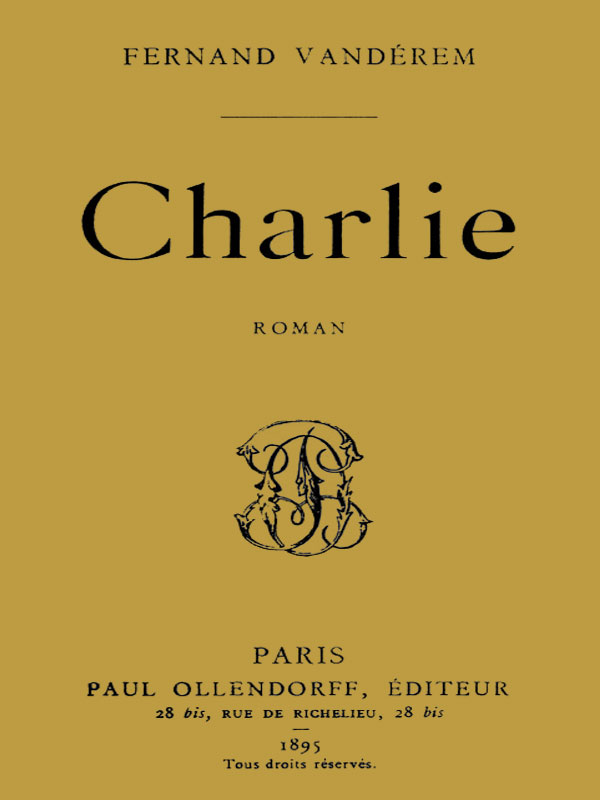 FERNAND VANDÉREM
Charlie
ROMAN
PARIS
PAUL OLLENDORFF, ÉDITEUR
28 bis, RUE DE RICHELIEU, 28 bis
1895
Tous droits réservés.